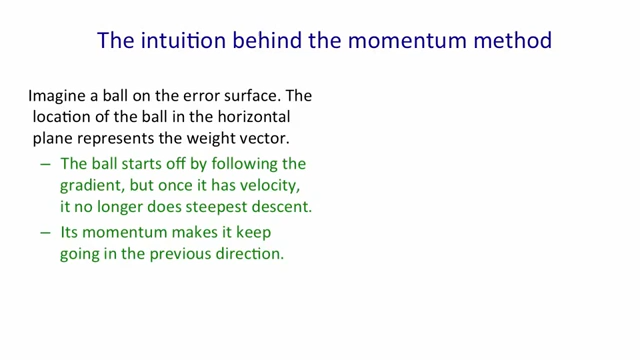 The intuition behind the momentum method
Imagine a ball on the error surface. The
location of the ball in the horizontal
plane represents the weight vector.
– The ball starts off by following the
gradient, but once it has velocity,
it no longer does steepest descent.
– Its momentum makes it keep
going in the previous direction.